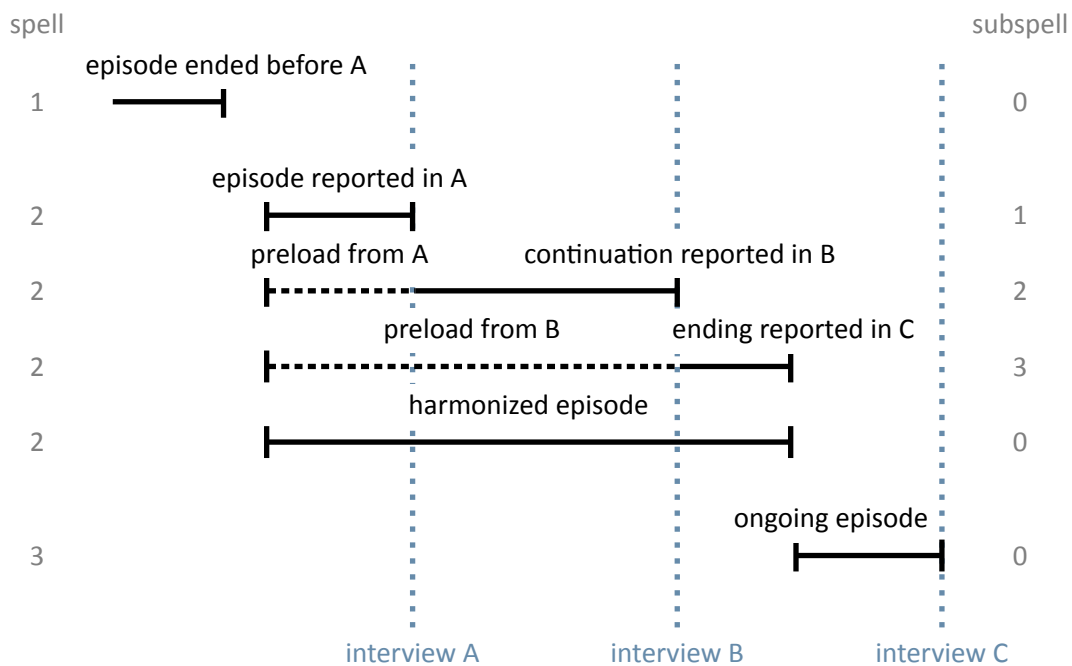 spell subspell
episode ended before A
1 0
episode reported in A
2 1
preload from A continuation reported in B
2 2
preload from B ending reported in C
2 3
harmonized episode
2 0
ongoing episode
3 0
interview A interview B interview C